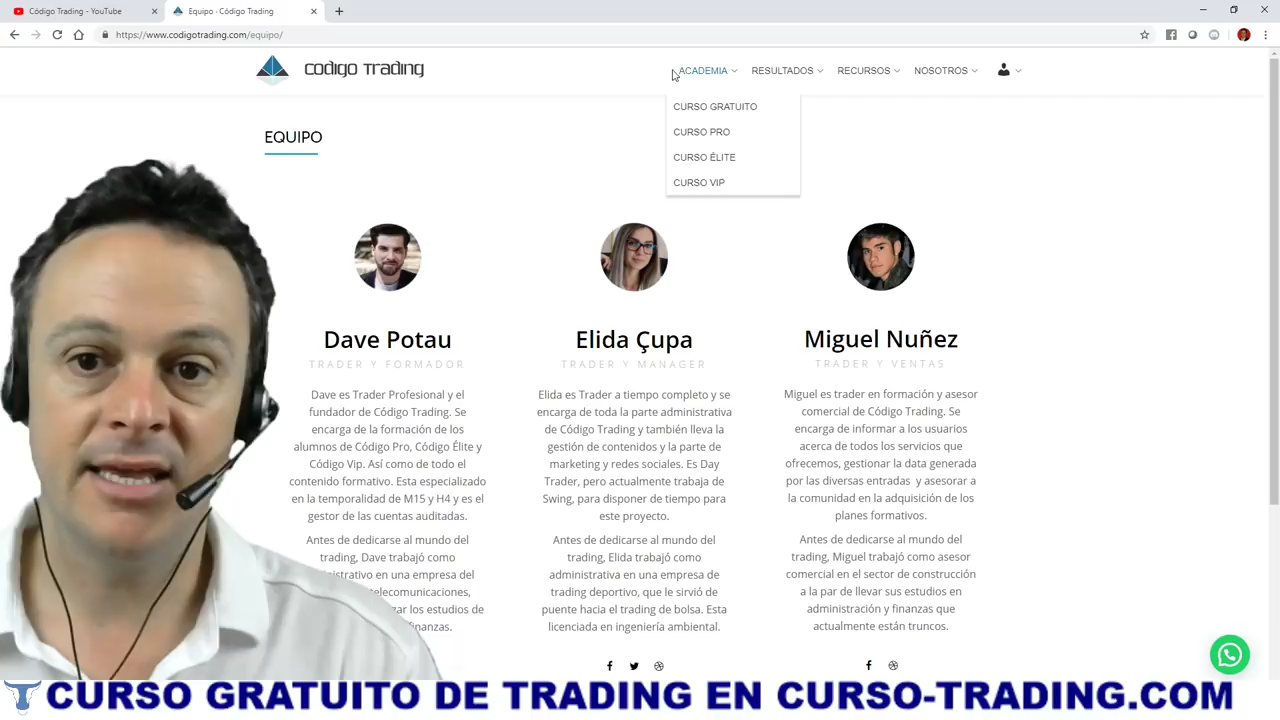 Código Trading - YouTube
Equipo · Código Trading
https://www.codigotrading.com/equipo/
CODIGO TRADING
ACADEMIA
RESULTADOS
RECURSOS
NOSOTROS
CURSO GRATUITO
CURSO PRO
CURSO ÉLITE
CURSO VIP
EQUIPO
Dave Potau
TRADER Y FORMADOR
Dave es Trader Profesional y el
fundador de Código Trading. Se
encarga de la formación de los
alumnos de Código Pro, Código Élite y
Código Vip. Así como de todo el
contenido formativo. Esta especializado
en la temporalidad de M15 y H4 y es el
gestor de las cuentas auditadas.
Antes de dedicarse al mundo del
trading, Dave trabajó como
istrativo en una empresa del
elecomunicaciones,
gar los estudios de
finanzas.
Elida Çupa
TRADER Y MANAGER
Elida es Trader a tiempo completo y se
encarga de toda la parte administrativa
de Código Trading y también lleva la
gestión de contenidos y la parte de
marketing y redes sociales. Es Day
Trader, pero actualmente trabaja de
Swing, para disponer de tiempo para
este proyecto.
Antes de dedicarse al mundo del
trading, Elida trabajó como
administrativa en una empresa de
trading deportivo, que le sirvió de
puente hacia el trading de bolsa. Esta
licenciada en ingeniería ambiental.
Miguel Nuñez
TRADER Y VENTAS
Miguel es trader en formación y asesor
comercial de Código Trading. Se
encarga de informar a los usuarios
acerca de todos los servicios que
ofrecemos, gestionar la data generada
por las diversas entradas y asesorar a
la comunidad en la adquisición de los
planes formativos.
Antes de dedicarse al mundo del
trading, Miguel trabajó como asesor
comercial en el sector de construcción
a la par de llevar sus estudios en
administración y finanzas que
actualmente están truncos.
CURSO GRATUITO DE TRADING EN CURSO-TRADING.COM